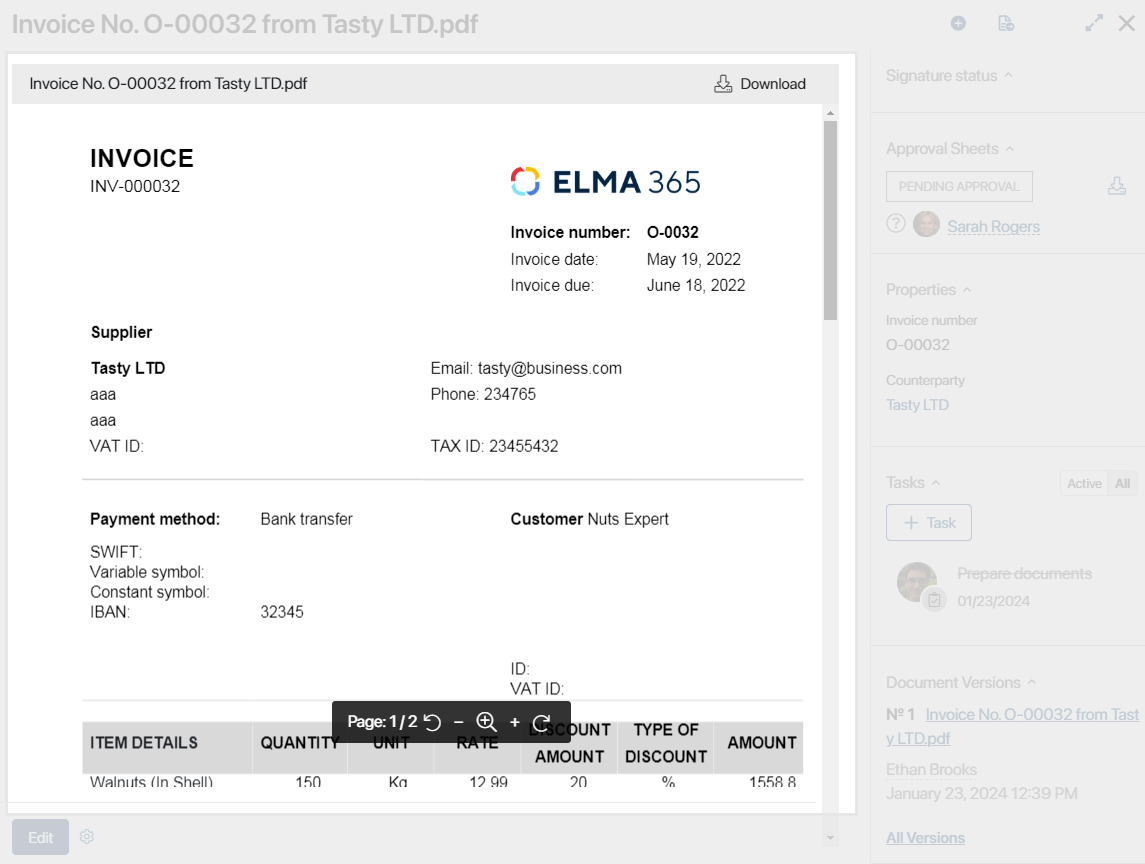 Invoice No. O-00032 from Tasty LTD.pdf
Invoice No. O-00032 from Tasty LTD.pdf
Download
INVOICE
INV-000032
ELMA 365
Invoice number: O-0032
Invoice date: May 19, 2022
Invoice due: June 18, 2022
Supplier
Tasty LTD Email: tasty@business.com
aaa Phone: 234765
aaa
VAT ID: TAX ID: 23455432
Payment method: Bank transfer Customer Nuts Expert
SWIFT:
Variable symbol:
Constant symbol:
IBAN: 32345
ID:
VAT ID:
Page: 1 / 2
ITEM DETAILS QUANTITY UNIT RATE DISCOUNT AMOUNT TYPE OF DISCOUNT AMOUNT
Walnuts (In Shell) 150 Kg 12.99 20 % 1558.8
Edit
Signature status
Approval Sheets
PENDING APPROVAL
Sarah Rogers
Properties
Invoice number
O-00032
Counterparty
Tasty LTD
Tasks Active All
+ Task
Prepare documents
01/23/2024
Document Versions
№ 1 Invoice No. O-00032 from Tast
y LTD.pdf
Ethan Brooks
January 23, 2024 12:39 PM
All Versions